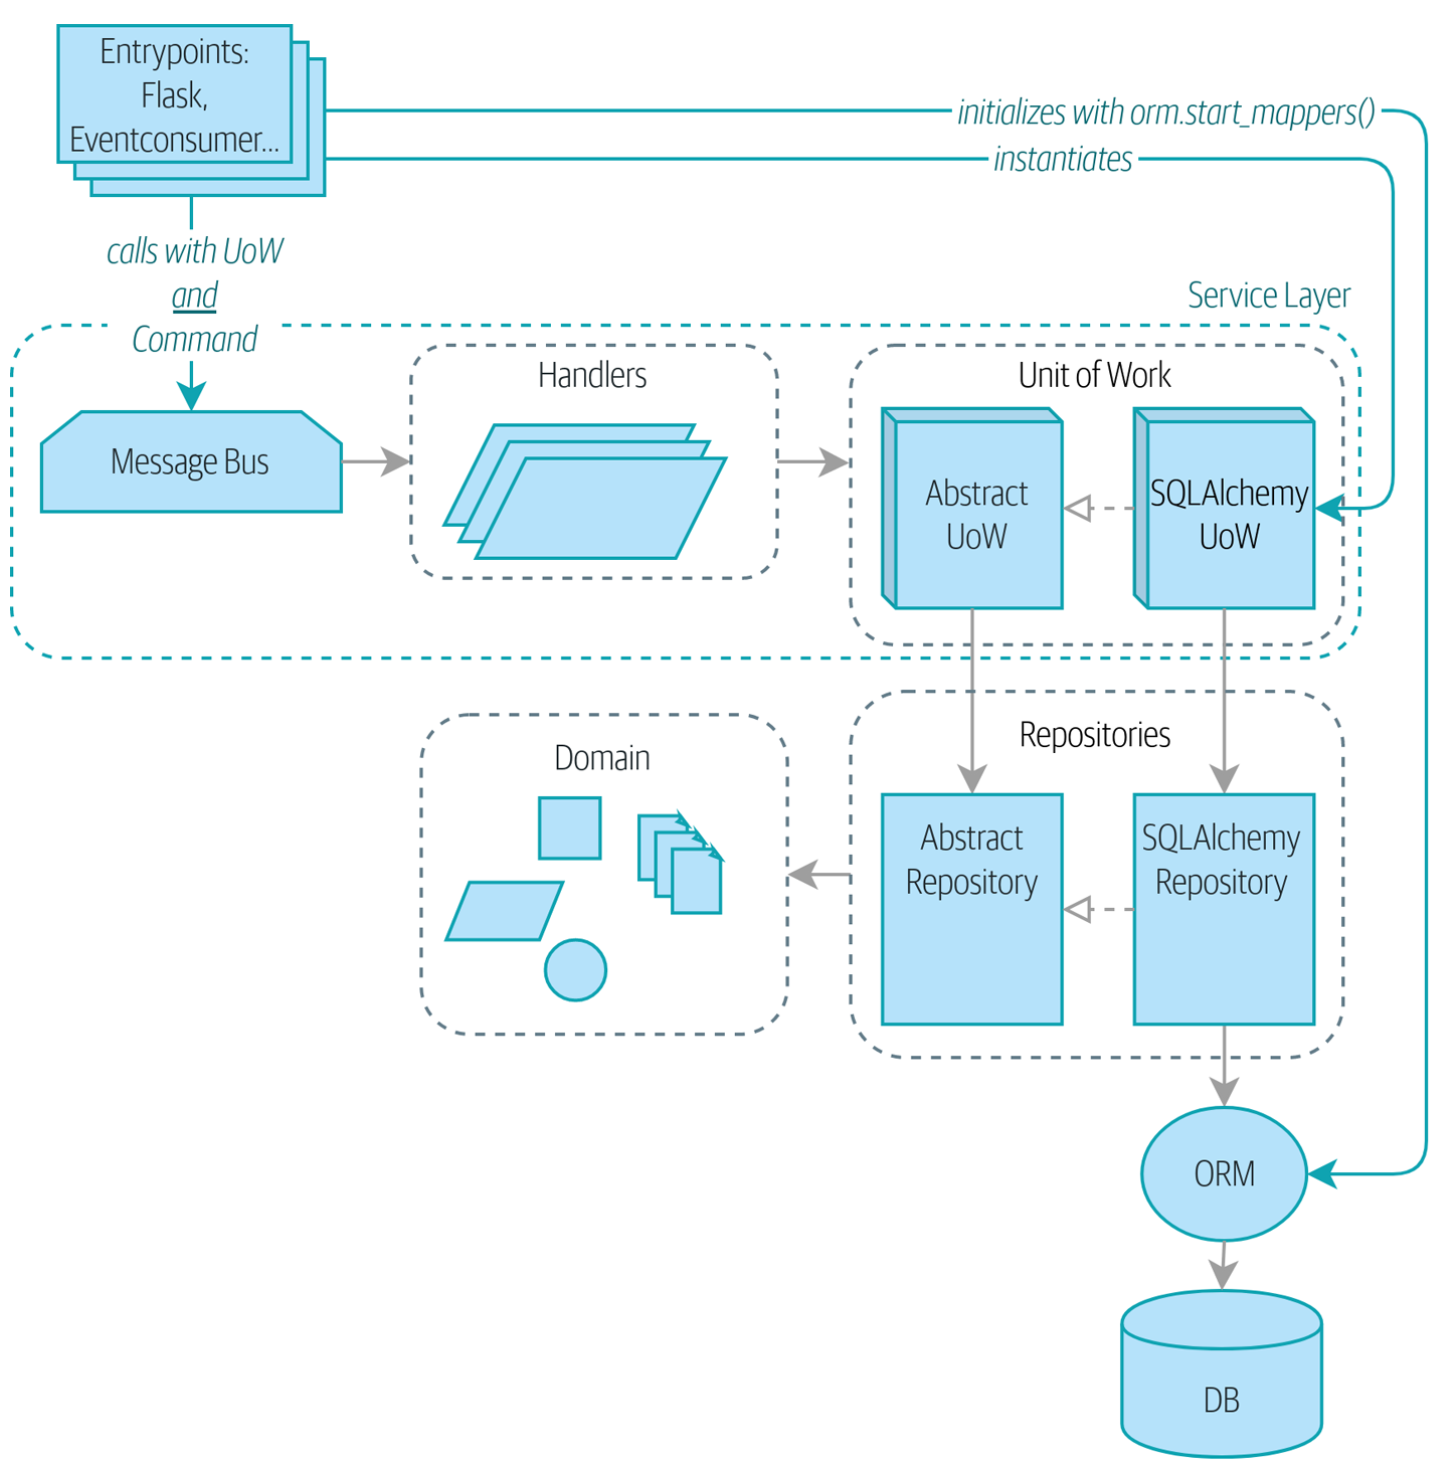 Entrypoints:
Flask,
Eventconsumer...
initializes with orm.start_mappers()
instantiates
calls with UoW
and
Command
Service Layer
Message Bus
Handlers
Unit of Work
Abstract
UoW
SQLAlchemy
UoW
Domain
Repositories
Abstract
Repository
SQLAlchemy
Repository
ORM
DB